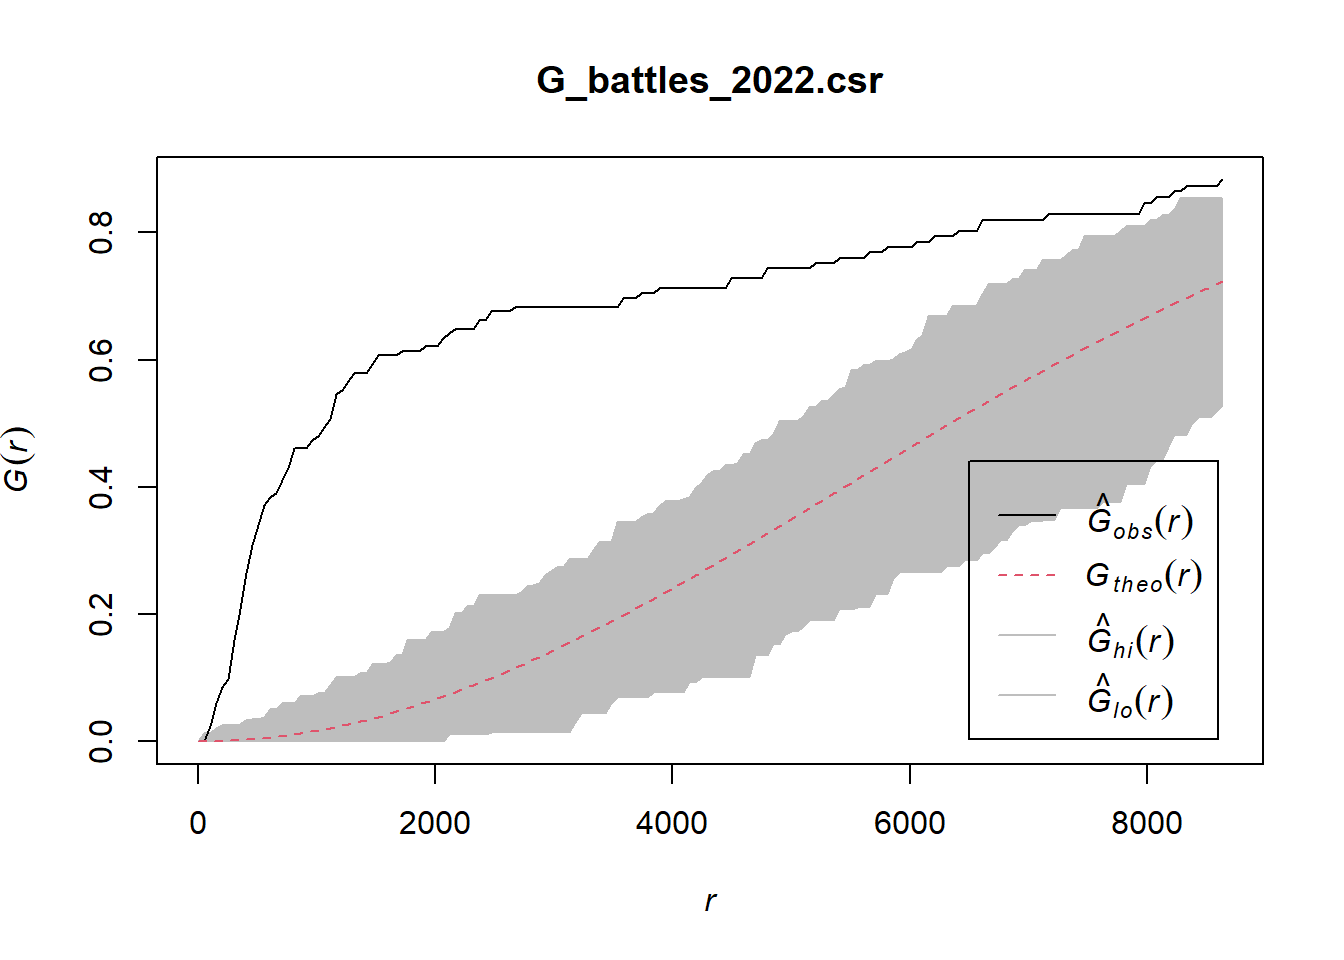 G_battles_2022.csr
G(r)
0.8
0.6
0.4
0.2
0.0
Ĝobs(r)
Gtheo(r)
Ĝhi(r)
Ĝlo(r)
0 2000 4000 6000 8000
r